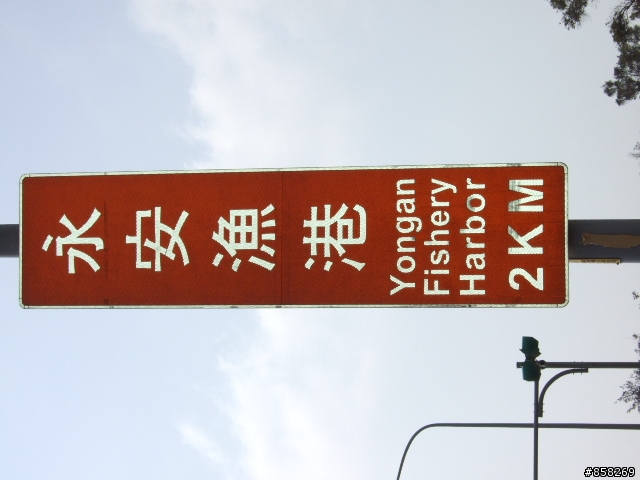 永安漁港
Yongan
Fishery
Harbor
2KM
#858269